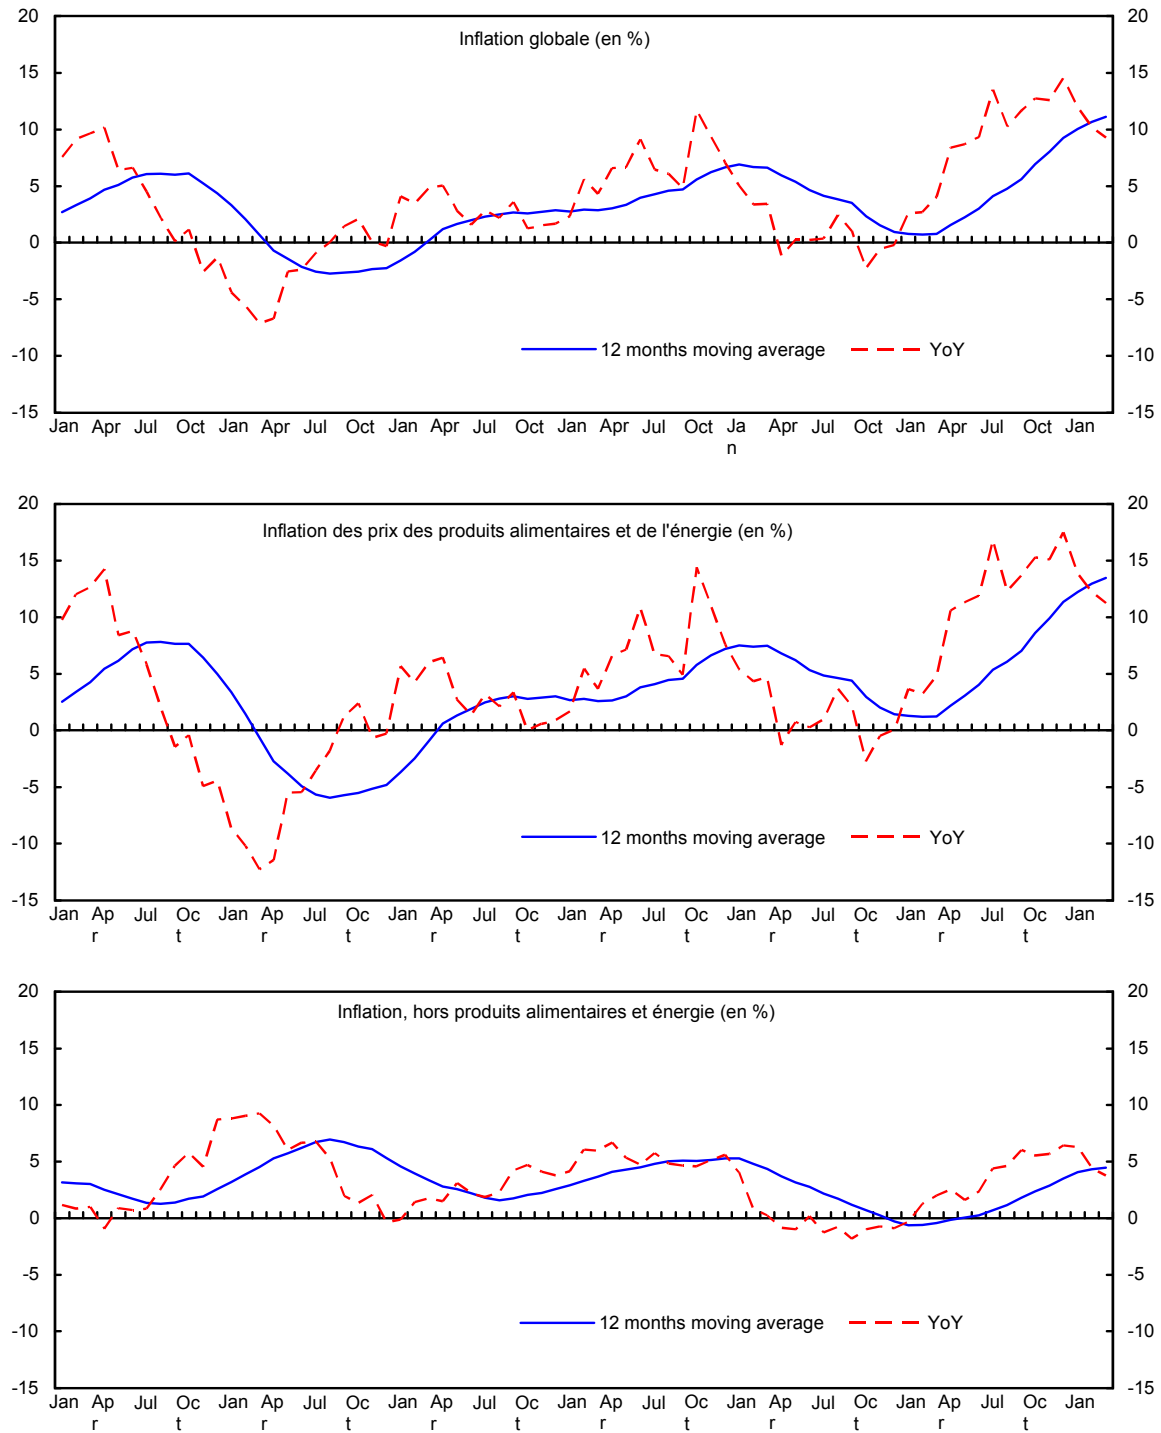 Inflation globale (en %)
20 20
15 15
10 10
5 5
0 0
-5 -5
-10 -10
-15 -15
12 months moving average YoY
Jan Apr Jul Oct Jan Apr Jul Oct Jan Apr Jul Oct Jan Apr Jul Oct Ja Apr Jul Oct Jan Apr Jul Oct Jan
n
Inflation des prix des produits alimentaires et de l'énergie (en %)
20 20
15 15
10 10
5 5
0 0
-5 -5
-10 -10
-15 -15
12 months moving average YoY
Jan Ap Jul Oc Jan Ap Jul Oc Jan Ap Jul Oc Jan Ap Jul Oc Jan Ap Jul Oc Jan Ap Jul Oc Jan
r t r t r t r t r t r t
Inflation, hors produits alimentaires et énergie (en %)
20 20
15 15
10 10
5 5
0 0
-5 -5
-10 -10
-15 -15
12 months moving average YoY
Jan Ap Jul Oc Jan Ap Jul Oc Jan Ap Jul Oc Jan Ap Jul Oc Jan Ap Jul Oc Jan Ap Jul Oc Jan
r t r t r t r t r t r t